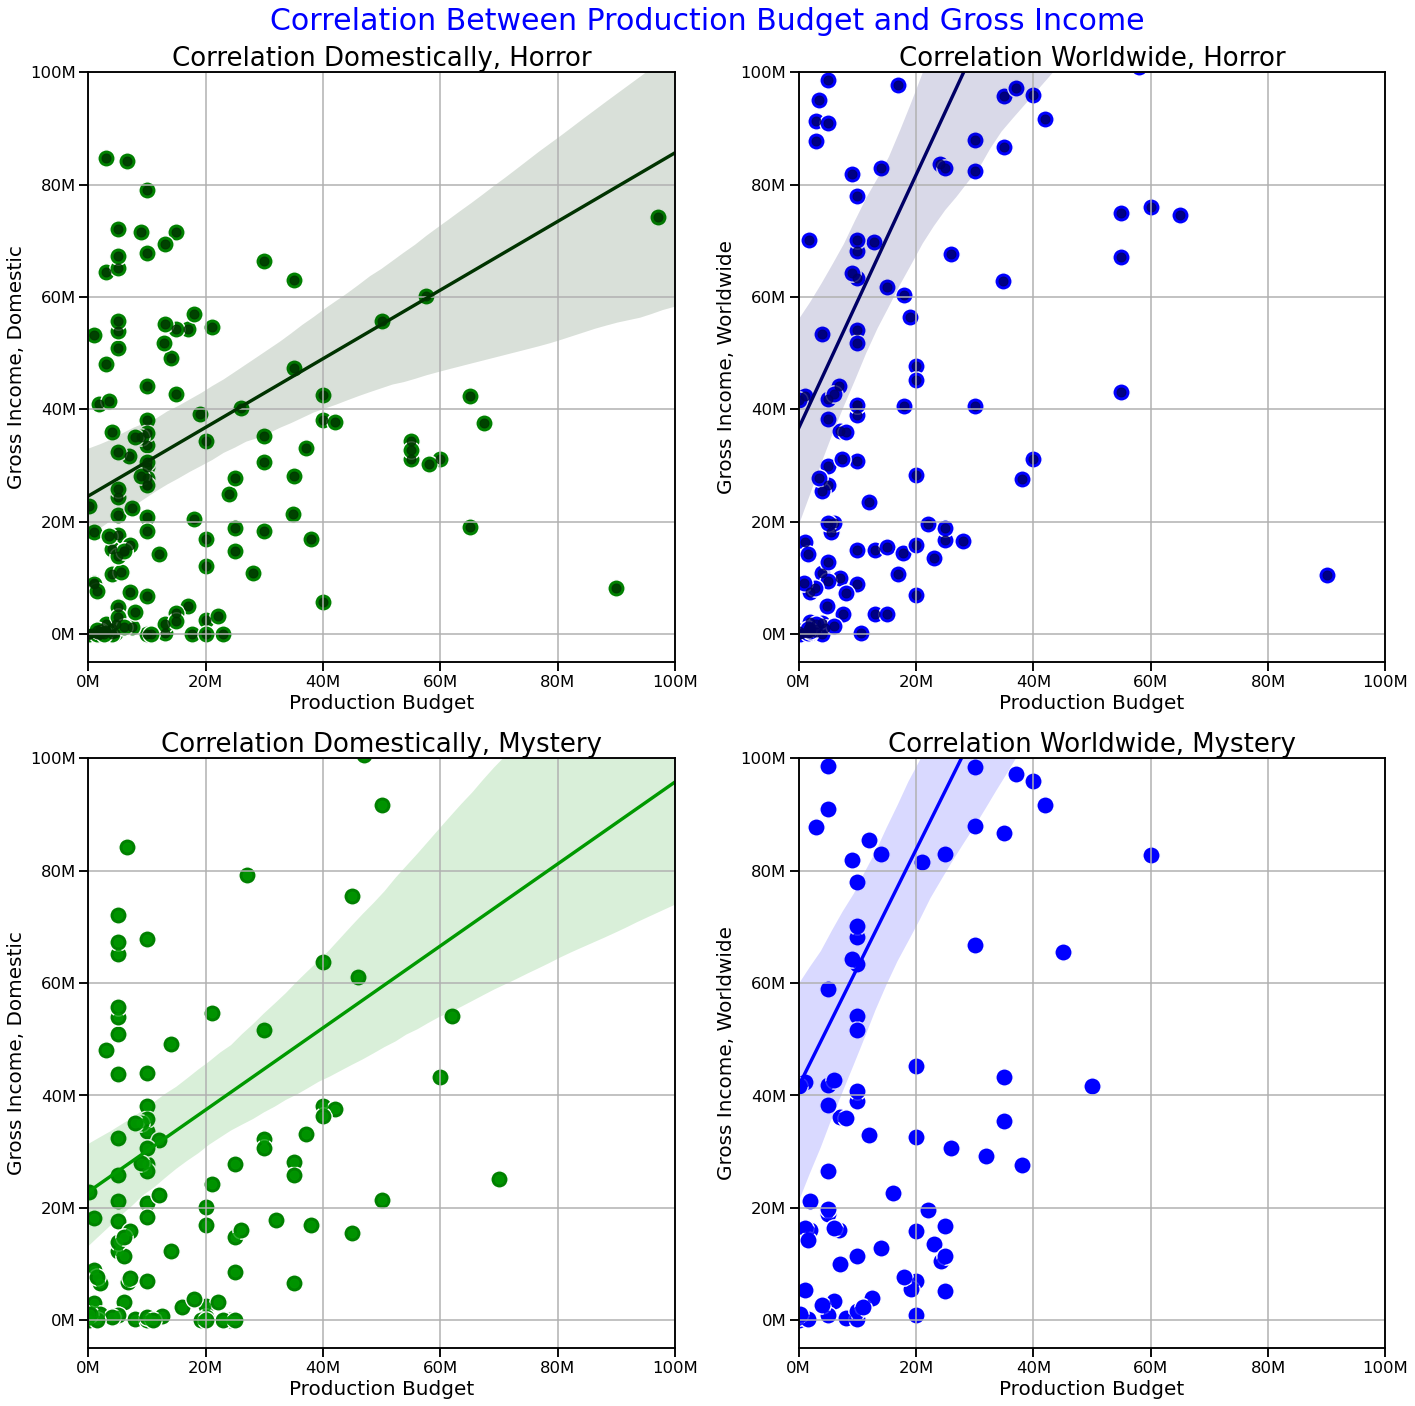 Correlation Between Production Budget and Gross Income
Correlation Domestically, Horror
100M
80M
60M
40M
20M
0M
Gross Income, Domestic
0M 20M 40M 60M 80M 100M
Production Budget
Correlation Worldwide, Horror
100M
80M
60M
40M
20M
0M
Gross Income, Worldwide
0M 20M 40M 60M 80M 100M
Production Budget
Correlation Domestically, Mystery
100M
80M
60M
40M
20M
0M
Gross Income, Domestic
0M 20M 40M 60M 80M 100M
Production Budget
Correlation Worldwide, Mystery
100M
80M
60M
40M
20M
0M
Gross Income, Worldwide
0M 20M 40M 60M 80M 100M
Production Budget